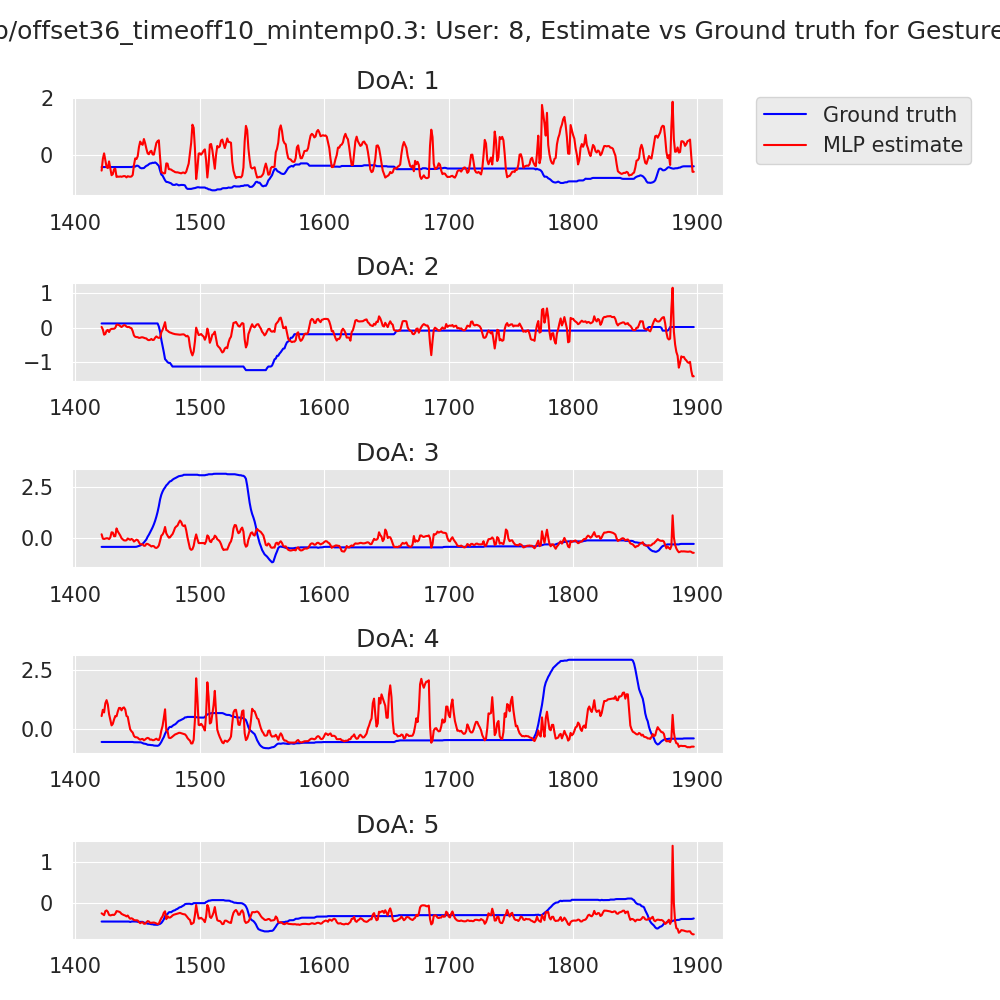 o/offset36_timeoff10_mintemp0.3: User: 8, Estimate vs Ground truth for Gesture
DoA: 1
2
0
1400 1500 1600 1700 1800 1900
Ground truth
MLP estimate
DoA: 2
1
0
−1
1400 1500 1600 1700 1800 1900
DoA: 3
2.5
0.0
1400 1500 1600 1700 1800 1900
DoA: 4
2.5
0.0
1400 1500 1600 1700 1800 1900
DoA: 5
1
0
1400 1500 1600 1700 1800 1900